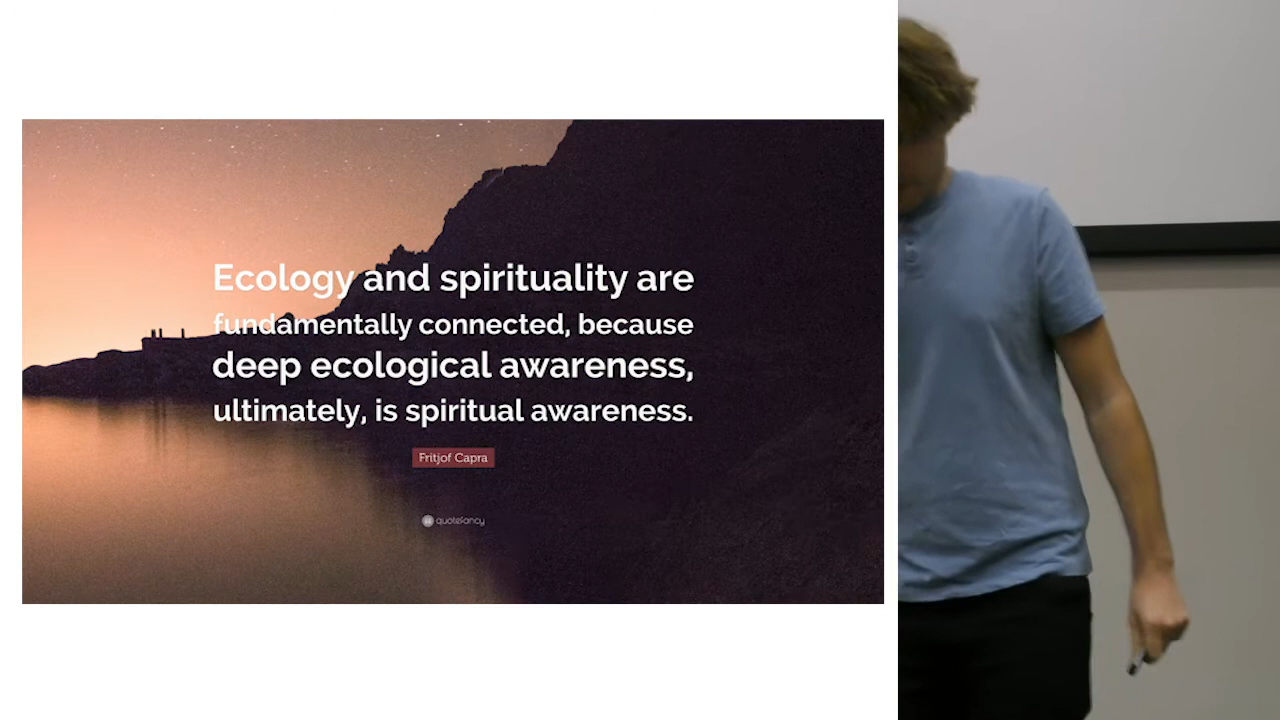 Ecology and spirituality are
fundamentally connected, because
deep ecological awareness,
ultimately, is spiritual awareness.
Fritjof Capra
quotefancy